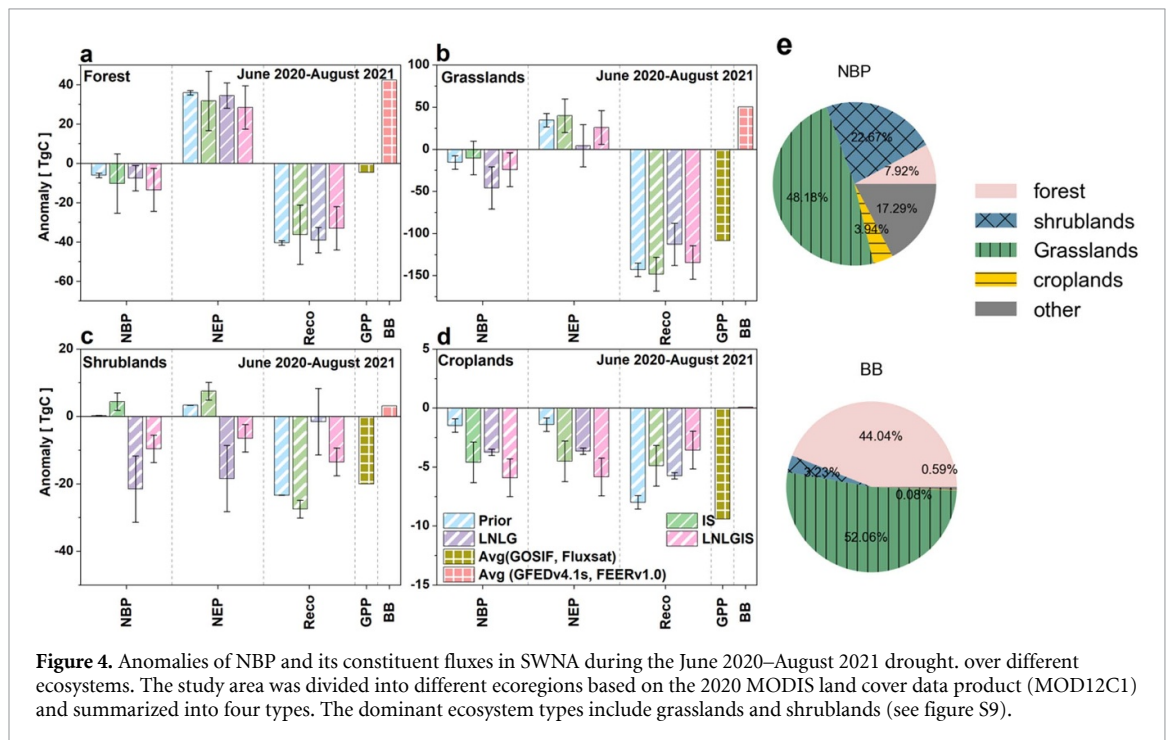 a
Forest
June 2020-August 2021
Anomaly [ TgC ]
40
20
0
-20
-40
-60
NBP
NEP
Reco
GPP
BB
b
Grasslands
June 2020-August 2021
100
50
0
-50
-100
-150
NBP
NEP
Reco
GPP
BB
c
Shrublands
June 2020-August 2021
Anomaly [ TgC ]
20
0
-20
-40
NBP
NEP
Reco
GPP
BB
d
Croplands
June 2020-August 2021
5
0
-5
-10
-15
Prior
IS
LNLG
LNLGIS
Avg(GOSIF, Fluxsat)
Avg (GFEDv4.1s, FEERv1.0)
NBP
NEP
Reco
GPP
BB
e
NBP
22.67%
7.92%
48.18%
17.29%
3.94%
forest
shrublands
Grasslands
croplands
other
BB
44.04%
0.59%
3.23%
0.08%
52.06%
Figure 4. Anomalies of NBP and its constituent fluxes in SWNA during the June 2020–August 2021 drought. over different
ecosystems. The study area was divided into different ecoregions based on the 2020 MODIS land cover data product (MOD12C1)
and summarized into four types. The dominant ecosystem types include grasslands and shrublands (see figure S9).